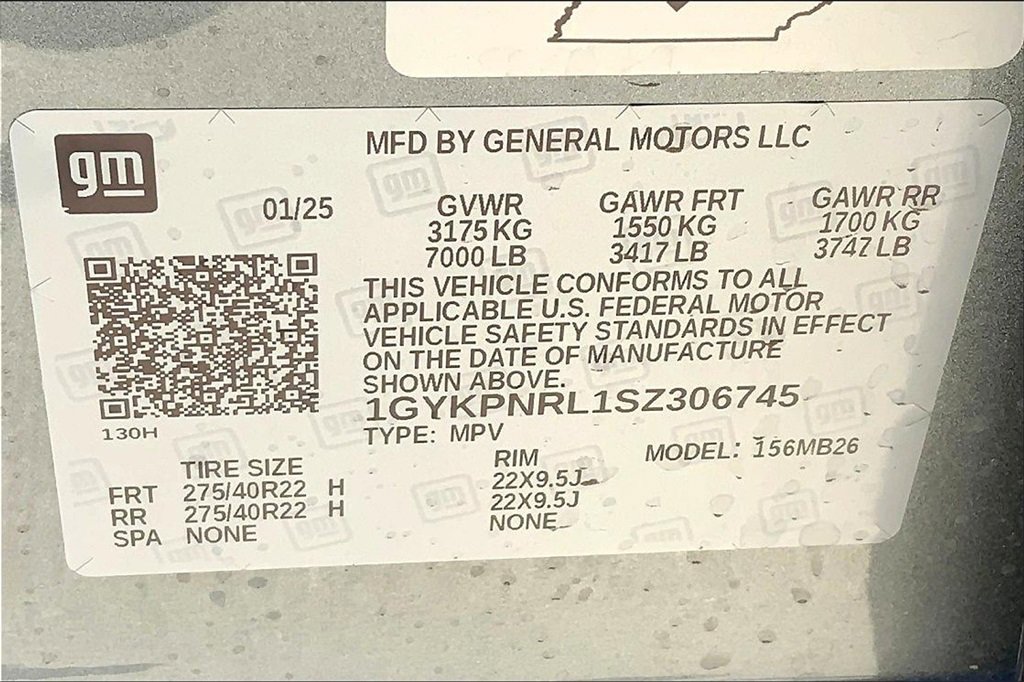 gm
MFD BY GENERAL MOTORS LLC
01/25
GVWR GAWR FRT GAWR RR
3175 KG 1550 KG 1700 KG
7000 LB 3417 LB 3747 LB
THIS VEHICLE CONFORMS TO ALL
APPLICABLE U.S. FEDERAL MOTOR
VEHICLE SAFETY STANDARDS IN EFFECT
ON THE DATE OF MANUFACTURE
SHOWN ABOVE.
1GYKPNRL1SZ306745
130H
TYPE: MPV
MODEL: 156MB26
TIRE SIZE RIM
FRT 275/40R22 H 22X9.5J
RR 275/40R22 H 22X9.5J
SPA NONE NONE